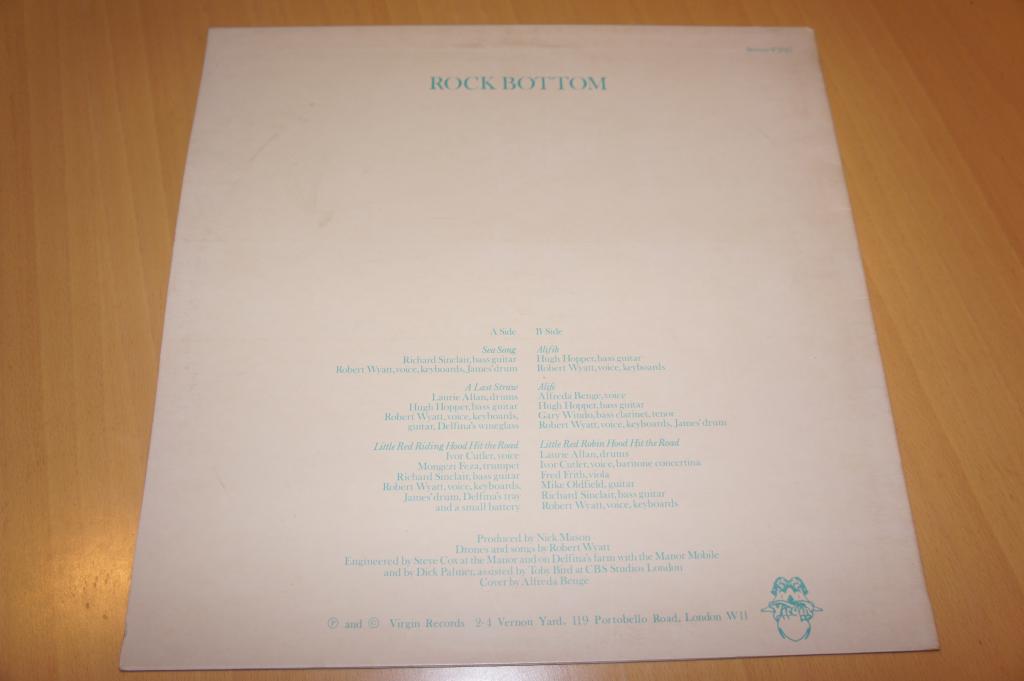 ROCK BOTTOM
A Side
Sea Song
Richard Sinclair, bass guitar
Robert Wyatt, voice, keyboards, James' drum
A Last Straw
Laurie Allan, drums
Hugh Hopper, bass guitar
Robert Wyatt, voice, keyboards,
guitar, Delfina's wineglass
Little Red Riding Hood Hit the Road
Ivor Cutler, voice
Mongezi Feza, trumpet
Richard Sinclair, bass guitar
Robert Wyatt, voice, keyboards,
James' drum, Delfina's tray
and a small battery
B Side
Alifib
Hugh Hopper, bass guitar
Robert Wyatt, voice, keyboards
Alife
Alfreda Benge, voice
Hugh Hopper, bass guitar
Gary Windo, bass clarinet, tenor
Robert Wyatt, voice, keyboards, James' drum
Little Red Robin Hood Hit the Road
Laurie Allan, drums
Ivor Cutler, voice, baritone concertina
Fred Frith, viola
Mike Oldfield, guitar
Richard Sinclair, bass guitar
Robert Wyatt, voice, keyboards
Produced by Nick Mason
Drones and songs by Robert Wyatt
Engineered by Steve Cox at the Manor and on Delfina's farm with the Manor Mobile
and by Dick Palmer, assisted by Toby Bird at CBS Studios London
Cover by Alfreda Benge
℗ and © Virgin Records 2-4 Vernon Yard, 119 Portobello Road, London W11
Virgin